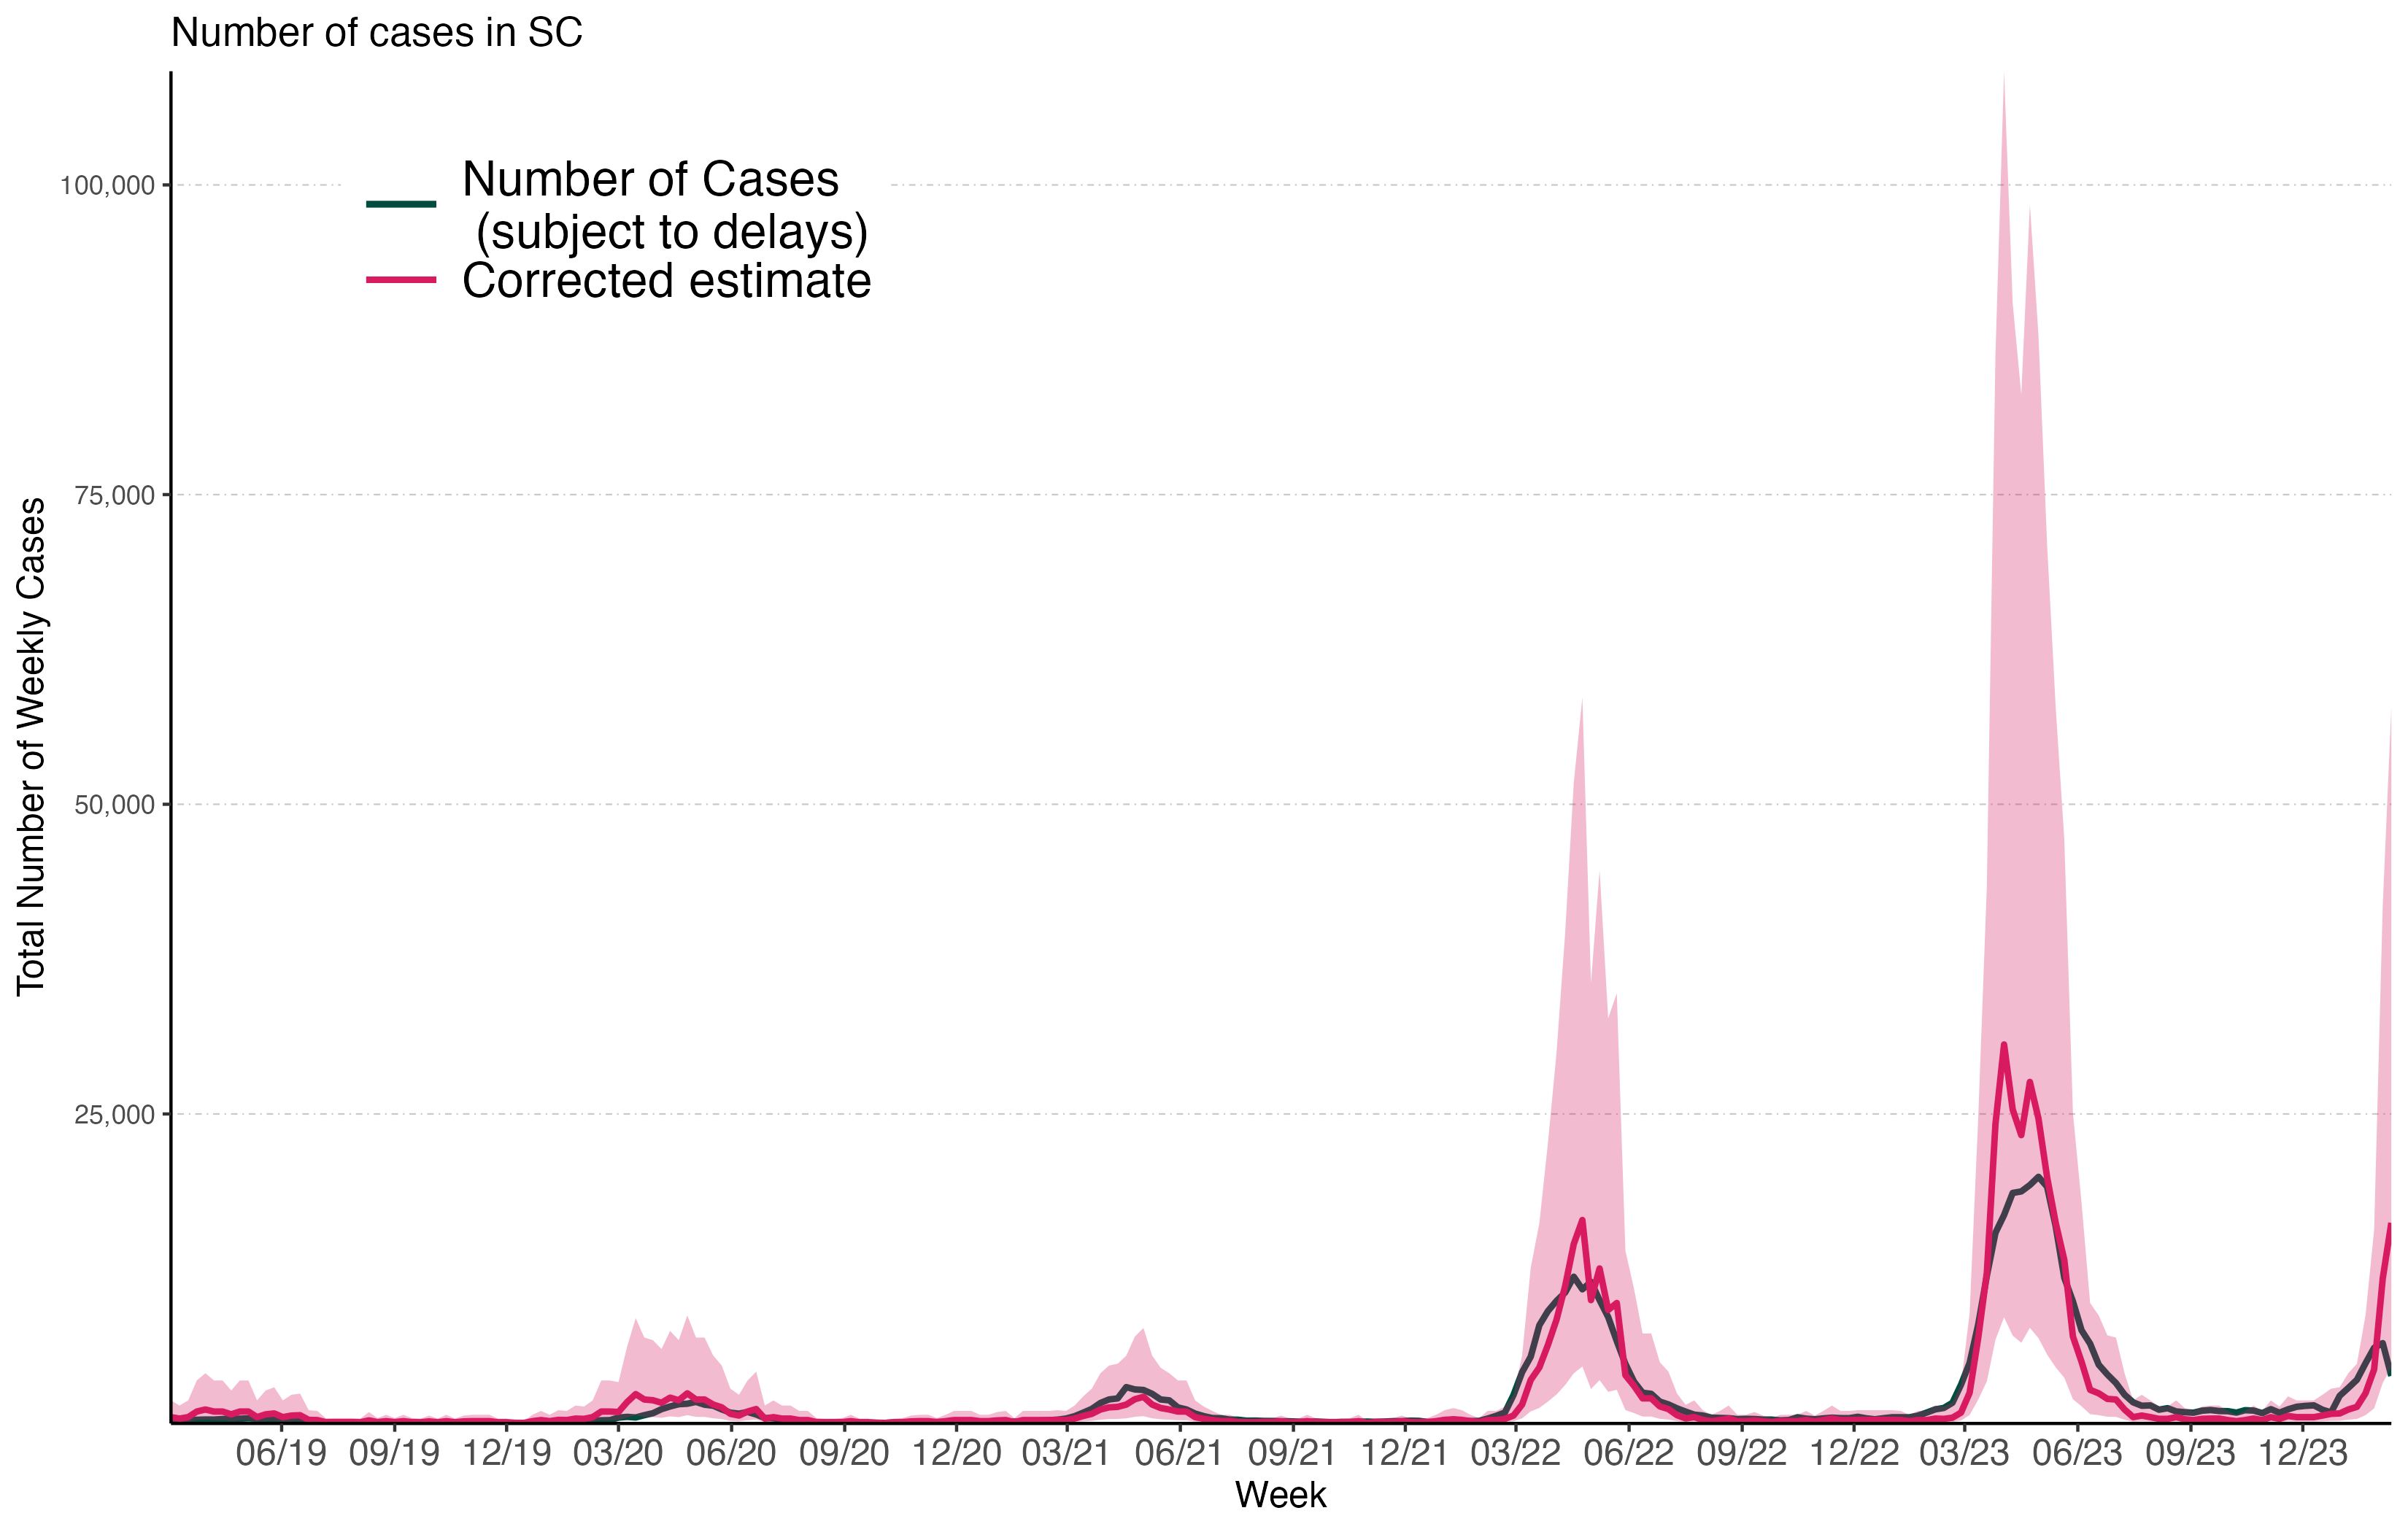 Number of cases in SC
Total Number of Weekly Cases
100,000
75,000
50,000
25,000
Number of Cases
(subject to delays)
Corrected estimate
06/19 09/19 12/19 03/20 06/20 09/20 12/20 03/21 06/21 09/21 12/21 03/22 06/22 09/22 12/22 03/23 06/23 09/23 12/23
Week